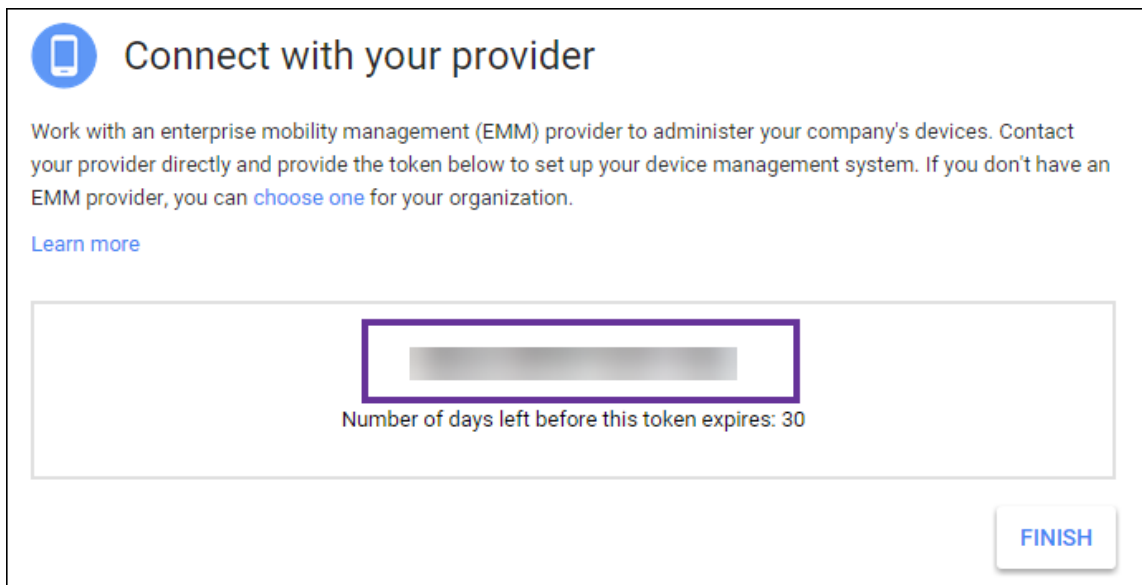 Connect with your provider
Work with an enterprise mobility management (EMM) provider to administer your company's devices. Contact
your provider directly and provide the token below to set up your device management system. If you don't have an
EMM provider, you can choose one for your organization.
Learn more
Number of days left before this token expires: 30
FINISH